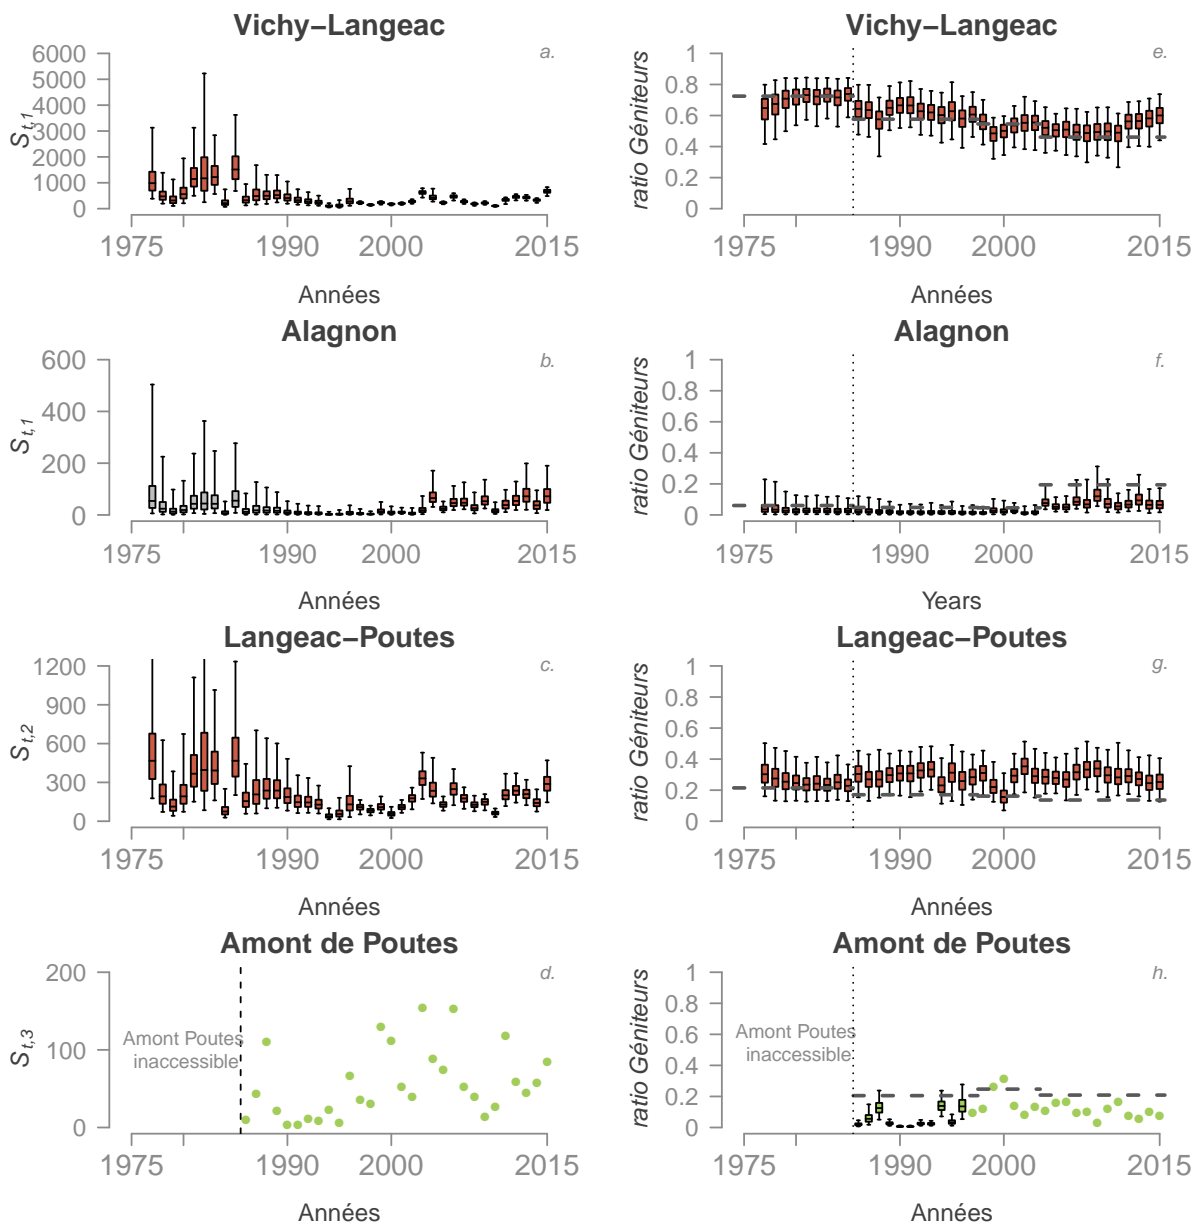 Vichy–Langeac
a.
S t,1
6000
5000
4000
3000
2000
1000
0
1975
1990
2000
2015
Années
Vichy–Langeac
e.
ratio Géniteurs
1
0.8
0.6
0.4
0.2
0
1975
1990
2000
2015
Années
Alagnon
b.
S t,1
600
400
200
0
1975
1990
2000
2015
Années
Alagnon
f.
ratio Géniteurs
1
0.8
0.6
0.4
0.2
0
1975
1990
2000
2015
Years
Langeac–Poutes
c.
S t,2
1200
900
600
300
0
1975
1990
2000
2015
Années
Langeac–Poutes
g.
ratio Géniteurs
1
0.8
0.6
0.4
0.2
0
1975
1990
2000
2015
Années
Amont de Poutes
d.
S t,3
200
100
0
Amont Poutes
inaccessible
1975
1990
2000
2015
Années
Amont de Poutes
h.
ratio Géniteurs
1
0.8
0.6
0.4
0.2
0
Amont Poutes
inaccessible
1975
1990
2000
2015
Années